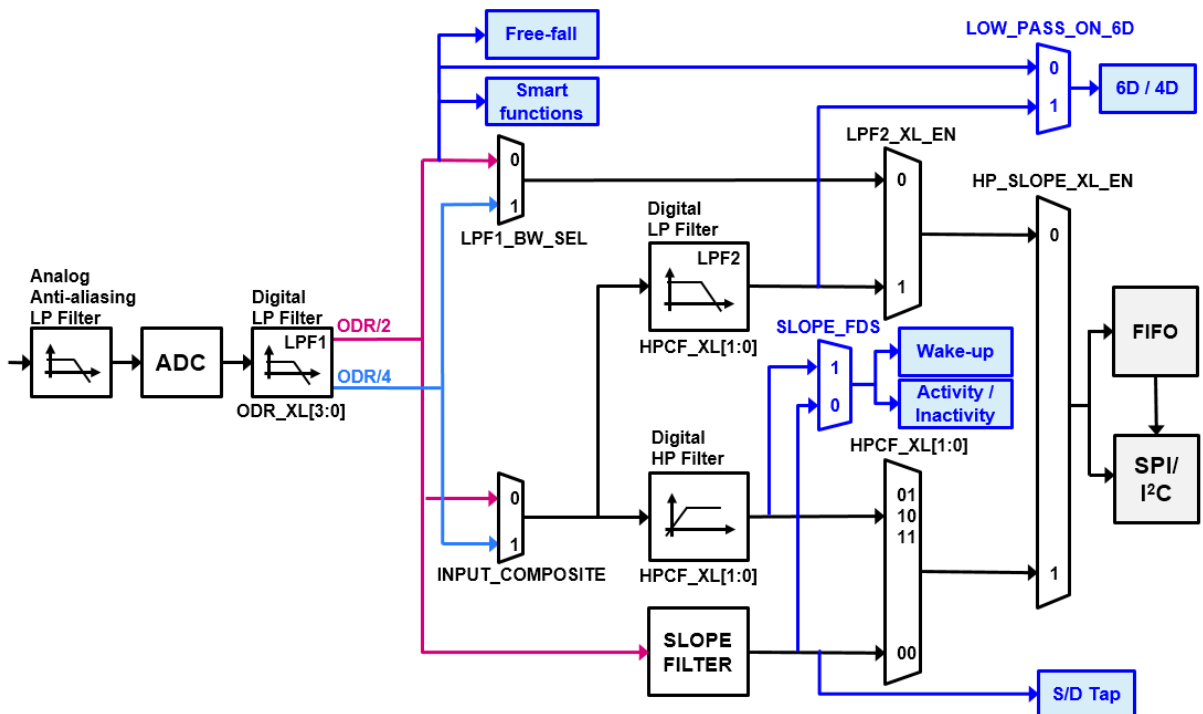 Free-fall
LOW_PASS_ON_6D
0
1
6D / 4D
Smart
functions
LPF2_XL_EN
0
1
LPF1_BW_SEL
0
1
HP_SLOPE_XL_EN
0
1
Digital
LP Filter
LPF2
HPCF_XL[1:0]
Analog
Anti-aliasing
LP Filter
ADC
Digital
LP Filter
LPF1
ODR_XL[3:0]
ODR/2
ODR/4
SLOPE_FDS
1
0
Wake-up
Activity /
Inactivity
FIFO
SPI/
I²C
Digital
HP Filter
HPCF_XL[1:0]
HPCF_XL[1:0]
01
10
11
00
0
1
INPUT_COMPOSITE
SLOPE
FILTER
S/D Tap